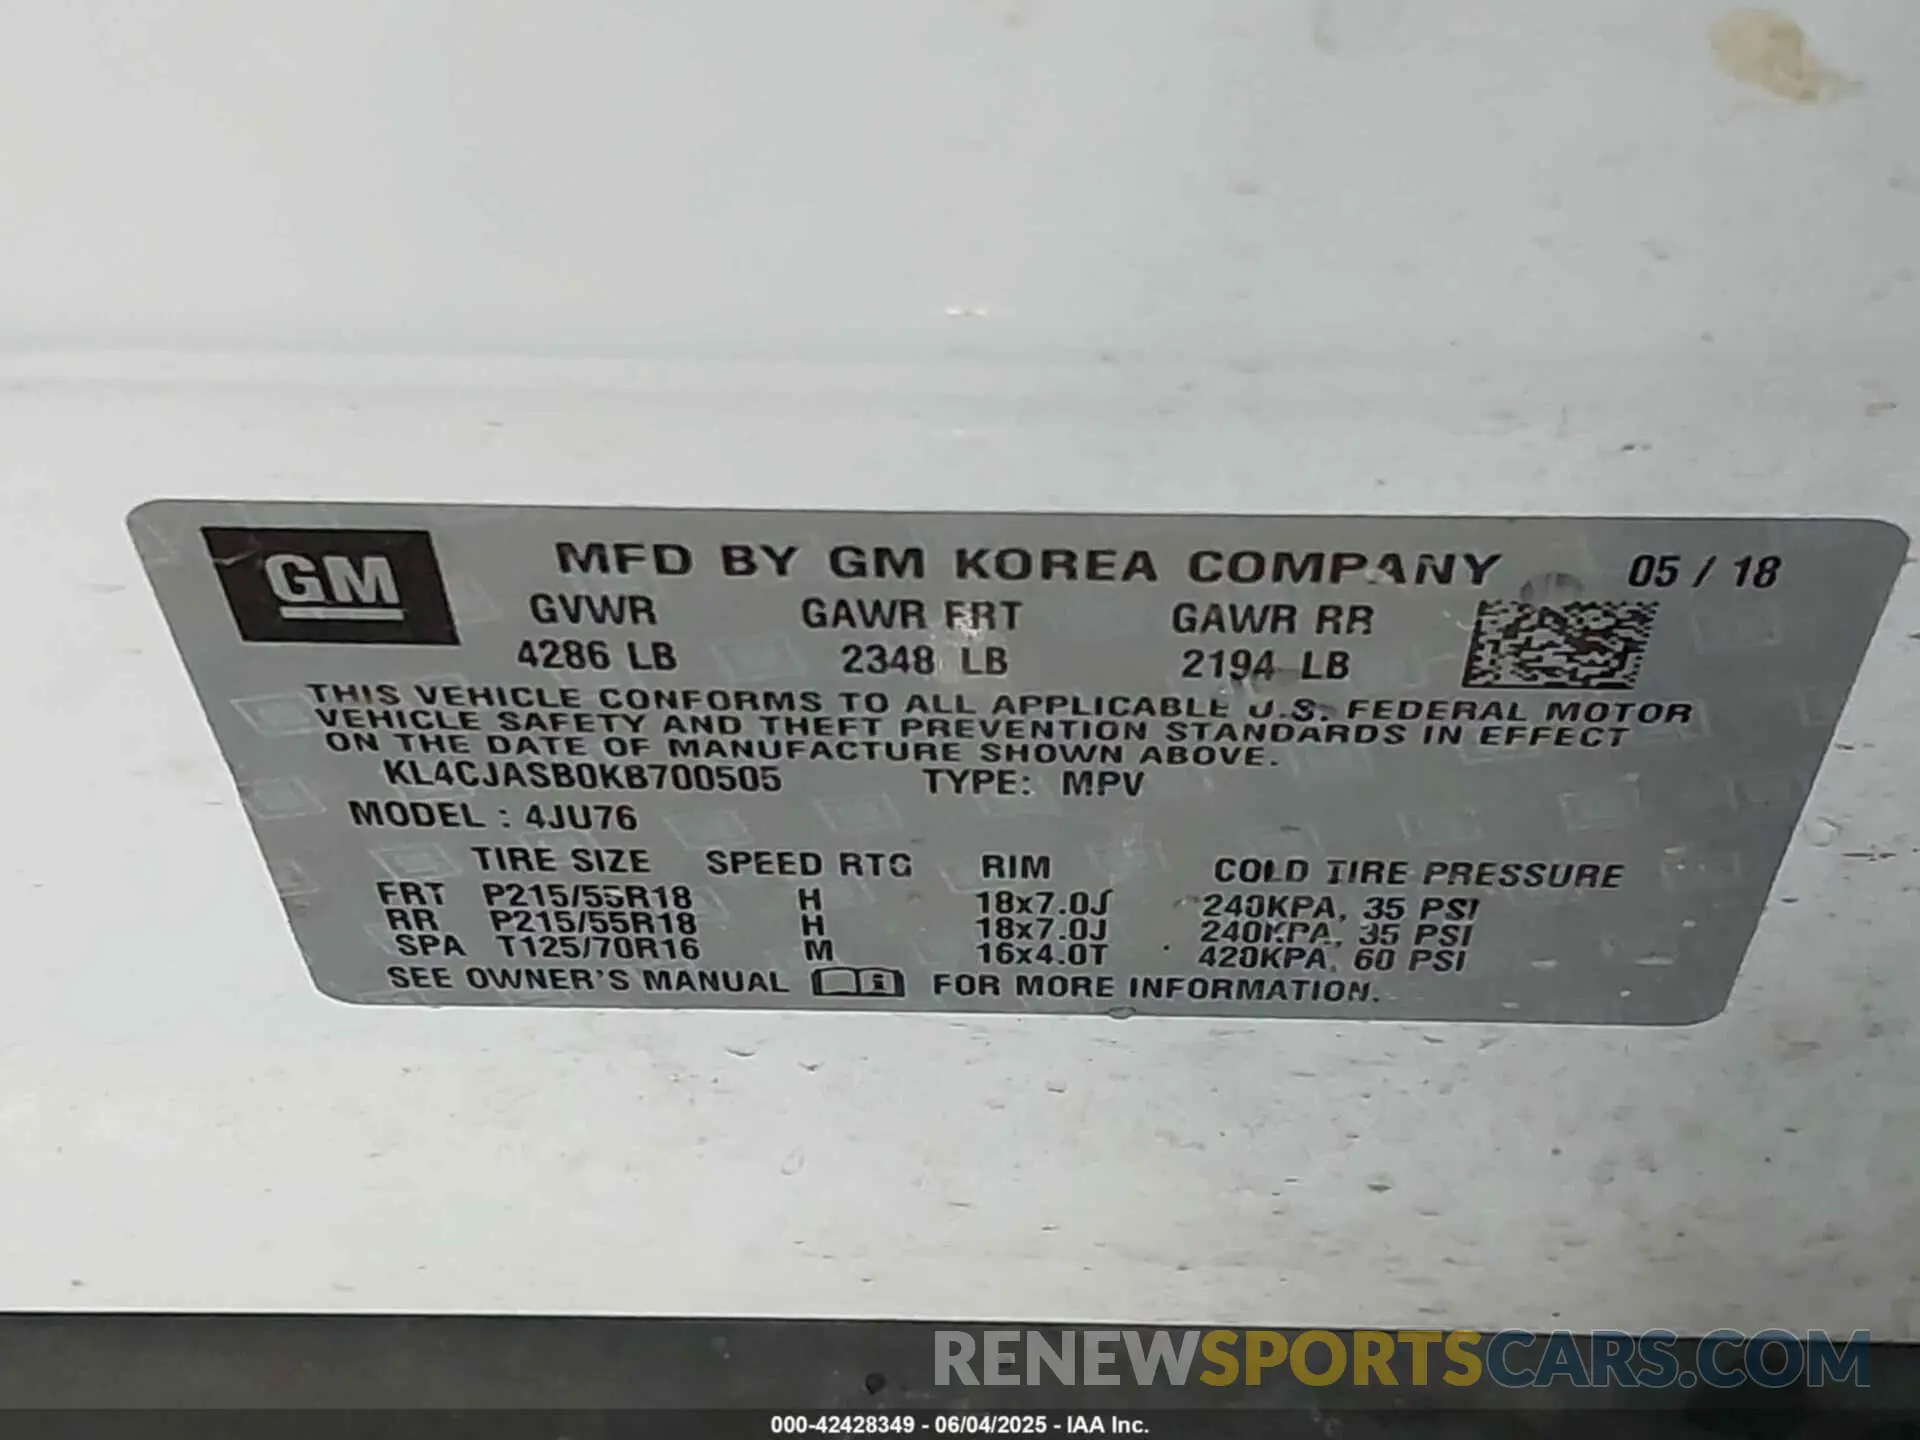 GM
MFD BY GM KOREA COMPANY 05 / 18
GVWR GAWR FRT GAWR RR
4286 LB 2348 LB 2194 LB
THIS VEHICLE CONFORMS TO ALL APPLICABLE U.S. FEDERAL MOTOR
VEHICLE SAFETY AND THEFT PREVENTION STANDARDS IN EFFECT
ON THE DATE OF MANUFACTURE SHOWN ABOVE.
KL4CJASB0KB700505 TYPE: MPV
MODEL : 4JU76
TIRE SIZE SPEED RTG RIM COLD TIRE PRESSURE
FRT P215/55R18 H 18x7.0J 240KPA, 35 PSI
RR P215/55R18 H 18x7.0J 240KPA, 35 PSI
SPA T125/70R16 M 16x4.0T 420KPA, 60 PSI
SEE OWNER'S MANUAL FOR MORE INFORMATION.
RENEWSPORTSCARS.COM
000-42428349 - 06/04/2025 - IAA Inc.